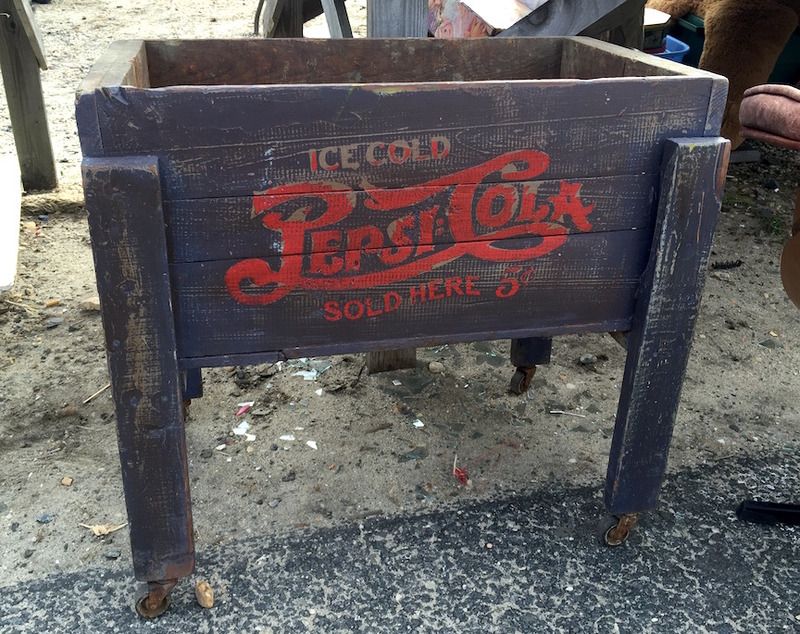 ICE COLD
PEPSI:COLA
SOLD HERE 5¢